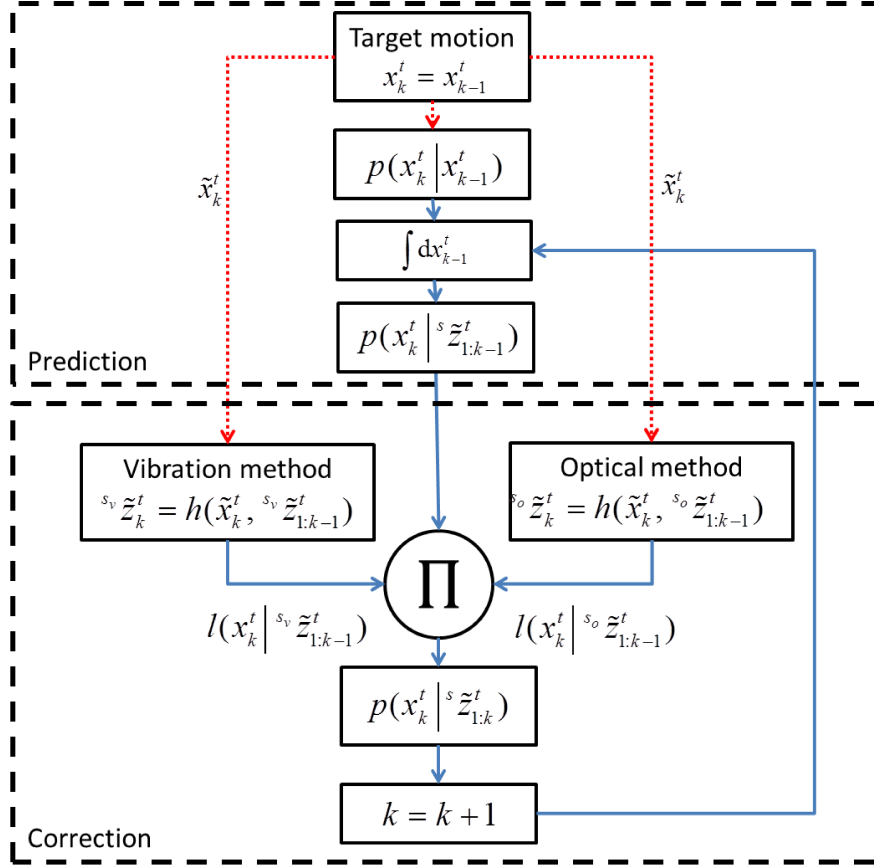 Target motion
x_k^t = x_{k-1}^t
p(x_k^t | x_{k-1}^t)
x̃_k^t
x̃_k^t
∫ dx_{k-1}^t
p(x_k^t | ^s z̃_{1:k-1}^t)
Prediction
Vibration method
^{s_v} z̃_k^t = h(x̃_k^t, ^{s_v} z̃_{1:k-1}^t)
Optical method
^{s_o} z̃_k^t = h(x̃_k^t, ^{s_o} z̃_{1:k-1}^t)
∏
l(x_k^t | ^{s_v} z̃_{1:k-1}^t)
l(x_k^t | ^{s_o} z̃_{1:k-1}^t)
p(x_k^t | ^s z̃_{1:k}^t)
k = k + 1
Correction